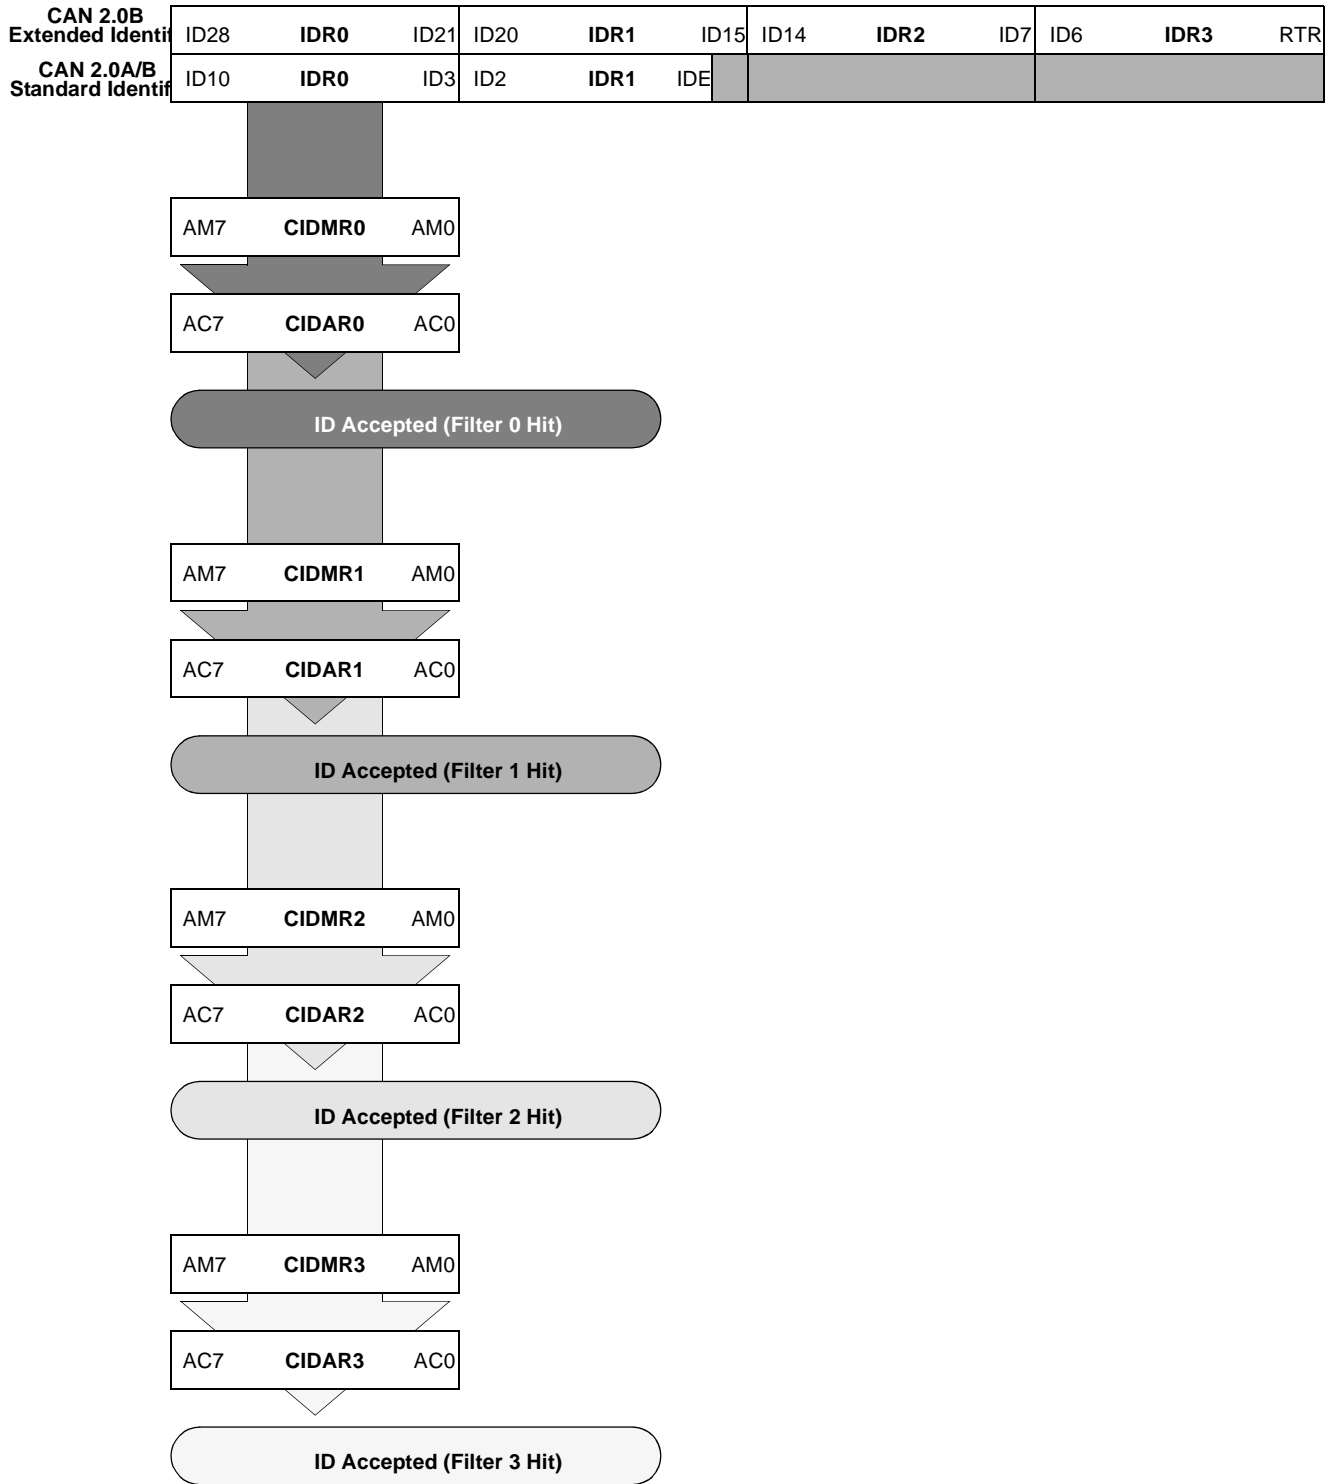 CAN 2.0B
Extended Identif ID28 IDR0 ID21 ID20 IDR1 ID15 ID14 IDR2 ID7 ID6 IDR3 RTR
CAN 2.0A/B
Standard Identif ID10 IDR0 ID3 ID2 IDR1 IDE
AM7 CIDMR0 AM0
AC7 CIDAR0 AC0
ID Accepted (Filter 0 Hit)
AM7 CIDMR1 AM0
AC7 CIDAR1 AC0
ID Accepted (Filter 1 Hit)
AM7 CIDMR2 AM0
AC7 CIDAR2 AC0
ID Accepted (Filter 2 Hit)
AM7 CIDMR3 AM0
AC7 CIDAR3 AC0
ID Accepted (Filter 3 Hit)